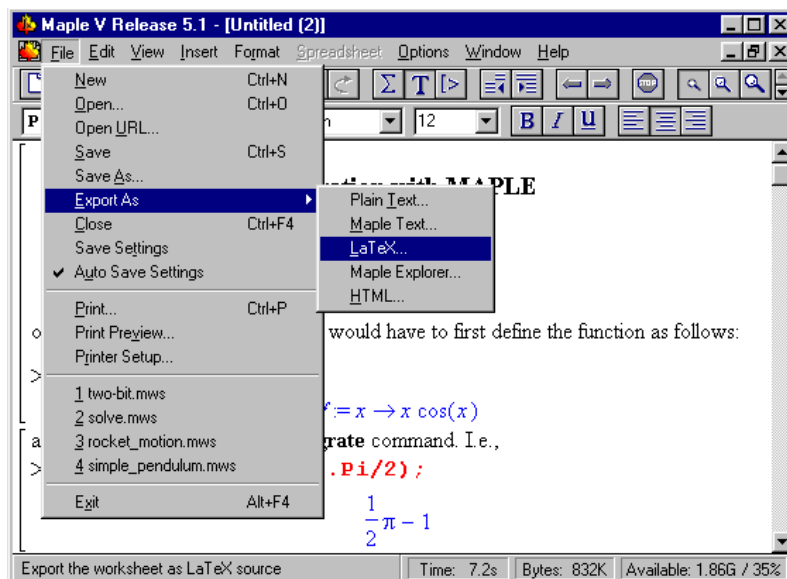 Maple V Release 5.1 - [Untitled (2)]
File Edit View Insert Format Spreadsheet Options Window Help
Σ T [> STOP
P 12 B I U
New Ctrl+N
Open... Ctrl+O
Open URL...
Save Ctrl+S
Save As...
Export As
Close Ctrl+F4
Save Settings
✓ Auto Save Settings
Print... Ctrl+P
Print Preview...
Printer Setup...
1 two-bit.mws
2 solve.mws
3 rocket_motion.mws
4 simple_pendulum.mws
Exit Alt+F4
Plain Text...
Maple Text...
LaTeX...
Maple Explorer...
HTML...
with MAPLE
would have to first define the function as follows:
>
:= x → x cos(x)
command. I.e.,
> .Pi/2);
1/2 π − 1
Export the worksheet as LaTeX source Time: 7.2s Bytes: 832K Available: 1.86G / 35%